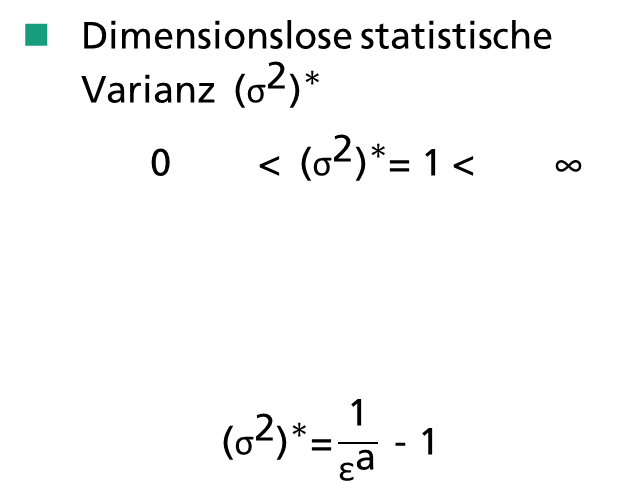 Dimensionslose statistische
Varianz (σ²)*
0 < (σ²)* = 1 < ∞
(σ²)* = 1/εᵃ - 1